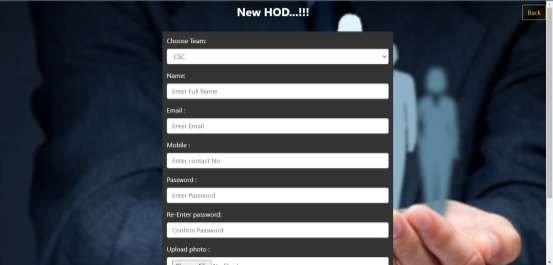 New HOD...!!!
Back
Choose Team:
CSC
Name:
Enter Full Name
Email :
Enter Email
Mobile :
Enter contact No
Password :
Enter Password
Re-Enter password:
Confirm Password
Upload photo :